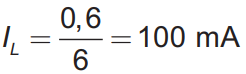 I_L = 0,6/6 = 100 mA